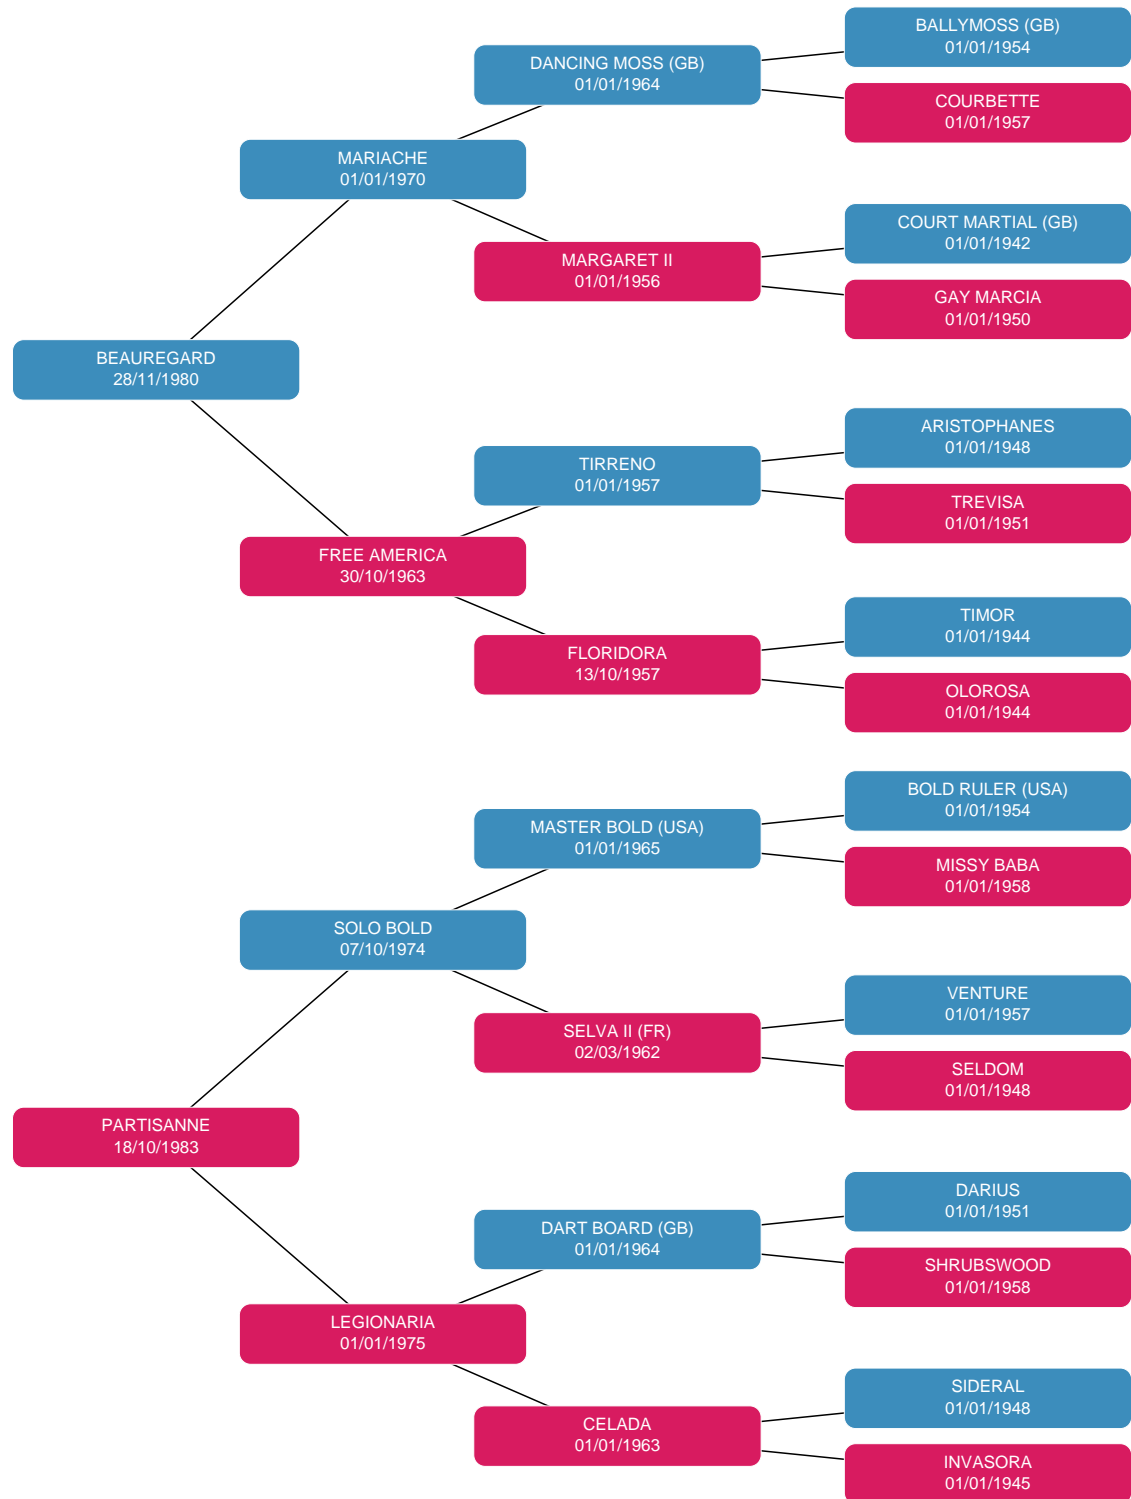 BALLYMOSS (GB)
01/01/1954
DANCING MOSS (GB)
01/01/1964
COURBETTE
01/01/1957
MARIACHE
01/01/1970
COURT MARTIAL (GB)
01/01/1942
MARGARET II
01/01/1956
GAY MARCIA
01/01/1950
BEAUREGARD
28/11/1980
ARISTOPHANES
01/01/1948
TIRRENO
01/01/1957
TREVISA
01/01/1951
FREE AMERICA
30/10/1963
TIMOR
01/01/1944
FLORIDORA
13/10/1957
OLOROSA
01/01/1944
BOLD RULER (USA)
01/01/1954
MASTER BOLD (USA)
01/01/1965
MISSY BABA
01/01/1958
SOLO BOLD
07/10/1974
VENTURE
01/01/1957
SELVA II (FR)
02/03/1962
SELDOM
01/01/1948
PARTISANNE
18/10/1983
DARIUS
01/01/1951
DART BOARD (GB)
01/01/1964
SHRUBSWOOD
01/01/1958
LEGIONARIA
01/01/1975
SIDERAL
01/01/1948
CELADA
01/01/1963
INVASORA
01/01/1945